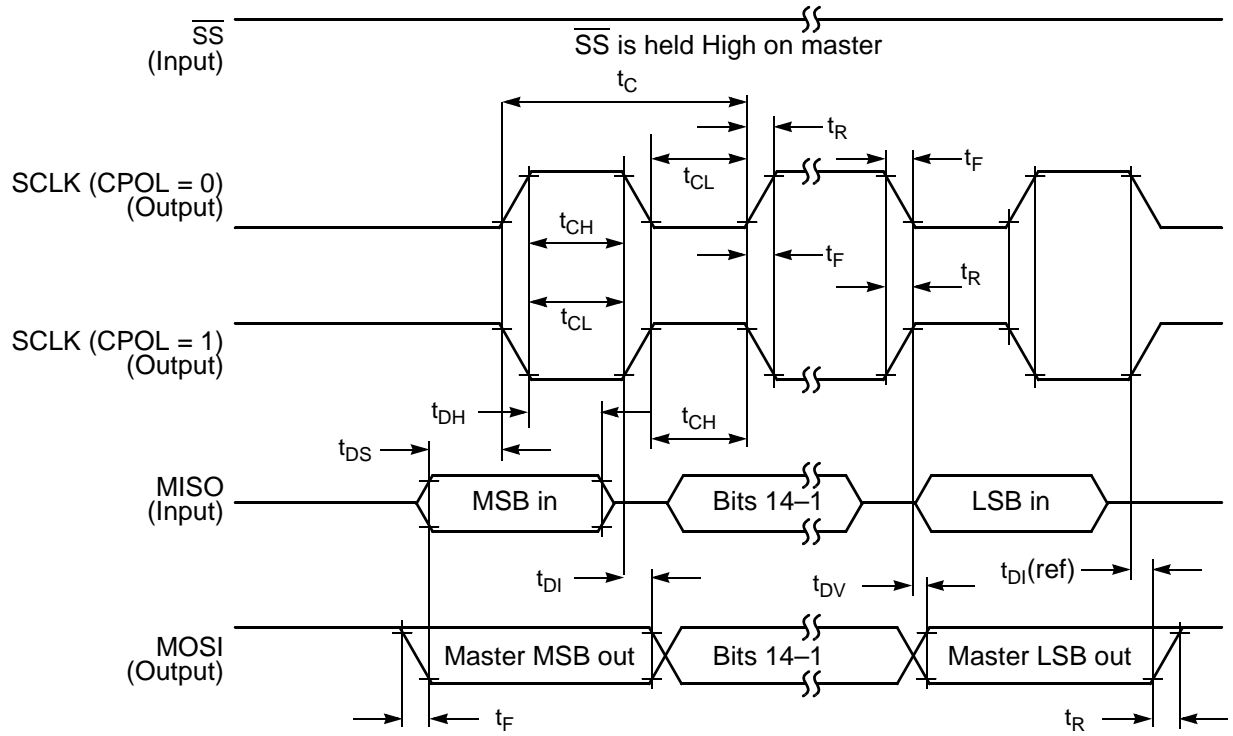 SS
(Input)
SS is held High on master
tC
tR
tF
SCLK (CPOL = 0)
(Output)
tCL
tCH
tF
tR
tCL
SCLK (CPOL = 1)
(Output)
tDH
tCH
tDS
MISO
(Input)
MSB in
Bits 14–1
LSB in
tDI
tDV
tDI(ref)
MOSI
(Output)
Master MSB out
Bits 14–1
Master LSB out
tF
tR